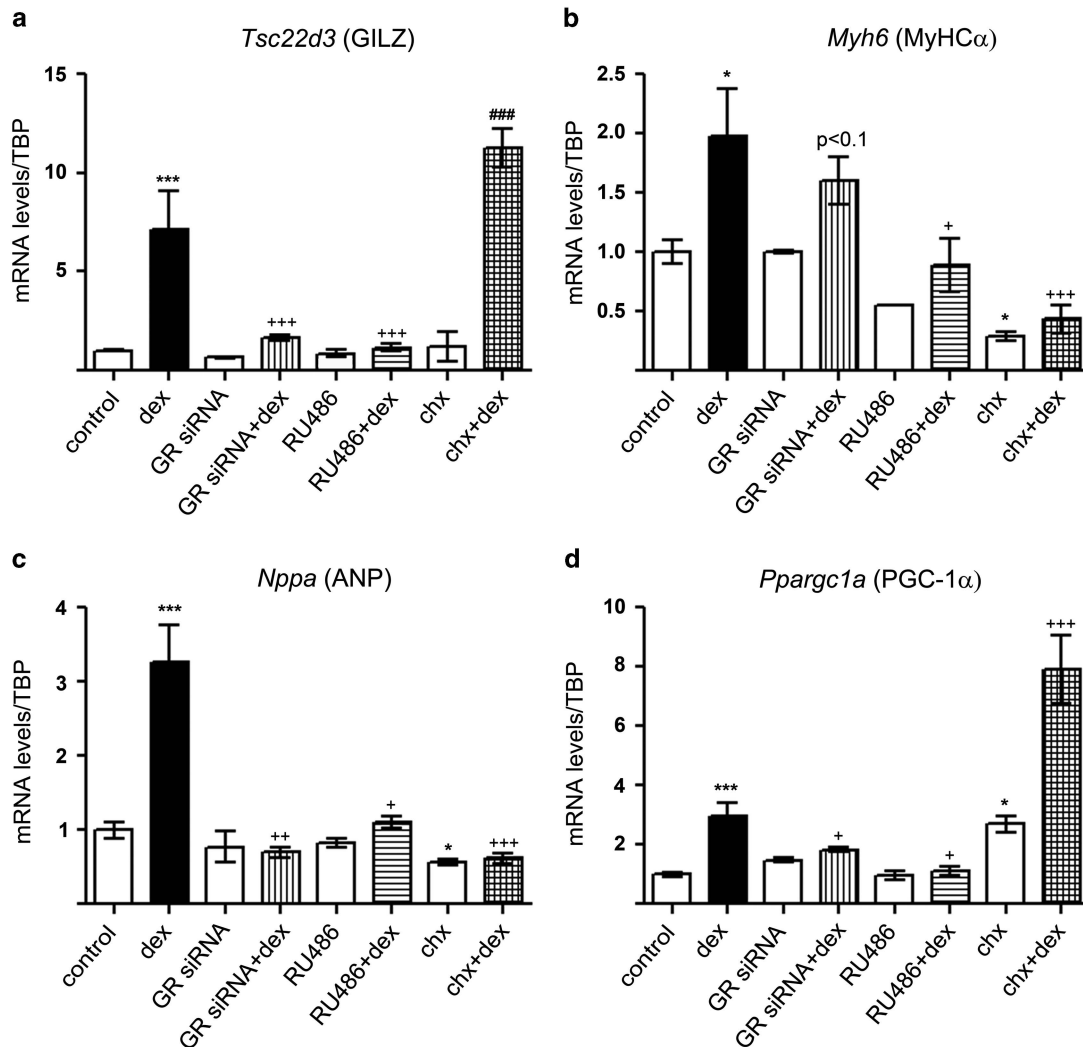 a
Tsc22d3 (GILZ)
mRNA levels/TBP
15
10
5
***
+++
+++
###
control
dex
GR siRNA
GR siRNA+dex
RU486
RU486+dex
chx
chx+dex
b
Myh6 (MyHCα)
mRNA levels/TBP
2.5
2.0
1.5
1.0
0.5
*
p<0.1
+
*
+++
control
dex
GR siRNA
GR siRNA+dex
RU486
RU486+dex
chx
chx+dex
c
Nppa (ANP)
mRNA levels/TBP
4
3
2
1
***
++
+
*
+++
control
dex
GR siRNA
GR siRNA+dex
RU486
RU486+dex
chx
chx+dex
d
Ppargc1a (PGC-1α)
mRNA levels/TBP
10
8
6
4
2
***
+
+
*
+++
control
dex
GR siRNA
GR siRNA+dex
RU486
RU486+dex
chx
chx+dex